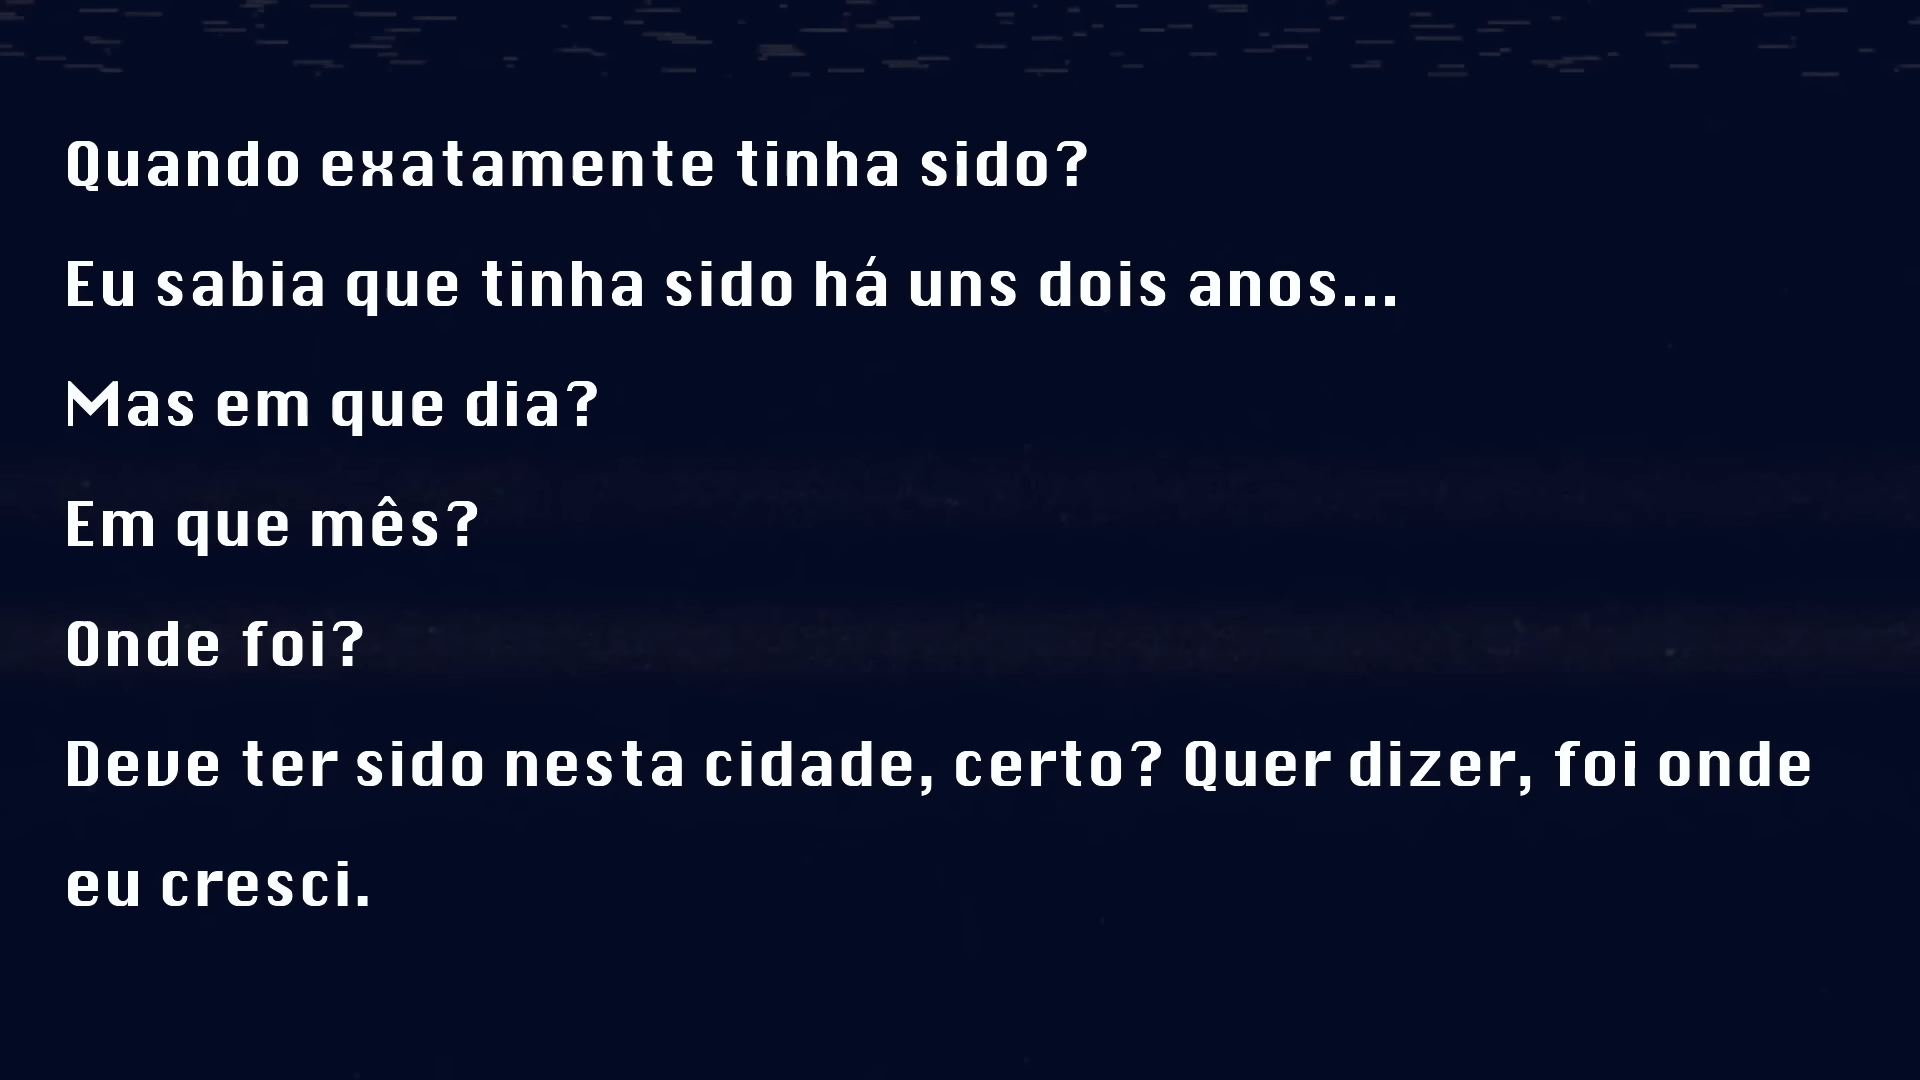 Quando exatamente tinha sido?
Eu sabia que tinha sido há uns dois anos...
Mas em que dia?
Em que mês?
Onde foi?
Deve ter sido nesta cidade, certo? Quer dizer, foi onde
eu cresci.